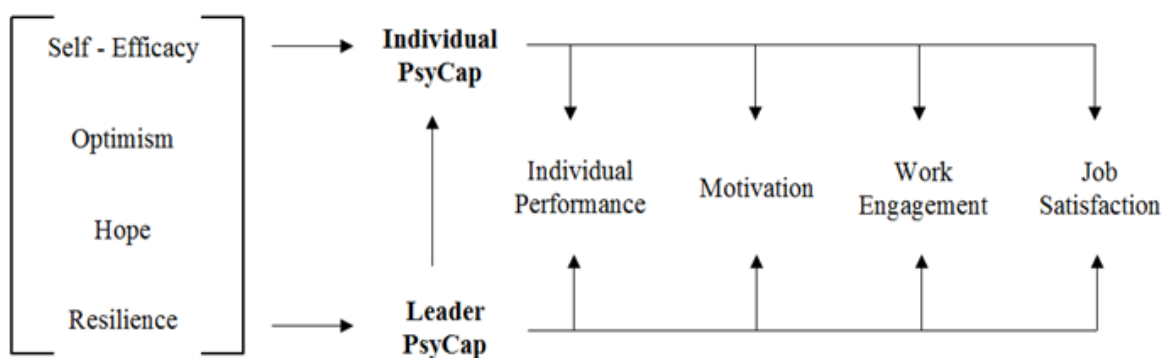 Self - Efficacy
Optimism
Hope
Resilience
Individual
PsyCap
Leader
PsyCap
Individual
Performance
Motivation
Work
Engagement
Job
Satisfaction